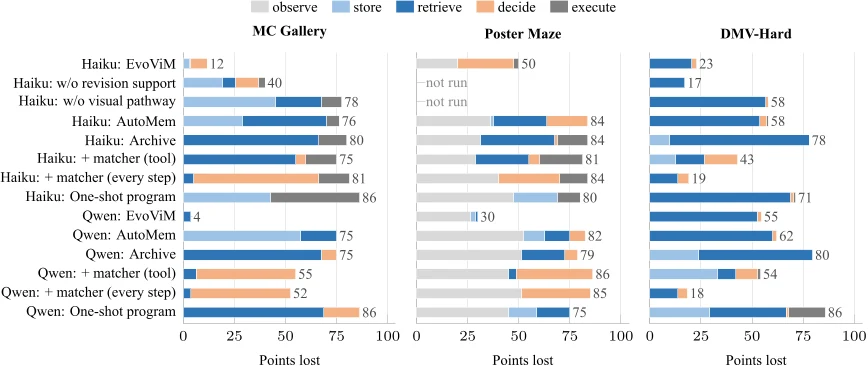 observe store retrieve decide execute
MC Gallery Poster Maze DMV-Hard
Haiku: EvoViM 12 50 23
Haiku: w/o revision support 40 not run 17
Haiku: w/o visual pathway 78 not run 58
Haiku: AutoMem 76 84 58
Haiku: Archive 80 84 78
Haiku: + matcher (tool) 75 81 43
Haiku: + matcher (every step) 81 84 19
Haiku: One-shot program 86 80 71
Qwen: EvoViM 4 30 55
Qwen: AutoMem 75 82 62
Qwen: Archive 75 79 80
Qwen: + matcher (tool) 55 86 54
Qwen: + matcher (every step) 52 85 18
Qwen: One-shot program 86 75 86
0 25 50 75 100 0 25 50 75 100 0 25 50 75 100
Points lost Points lost Points lost